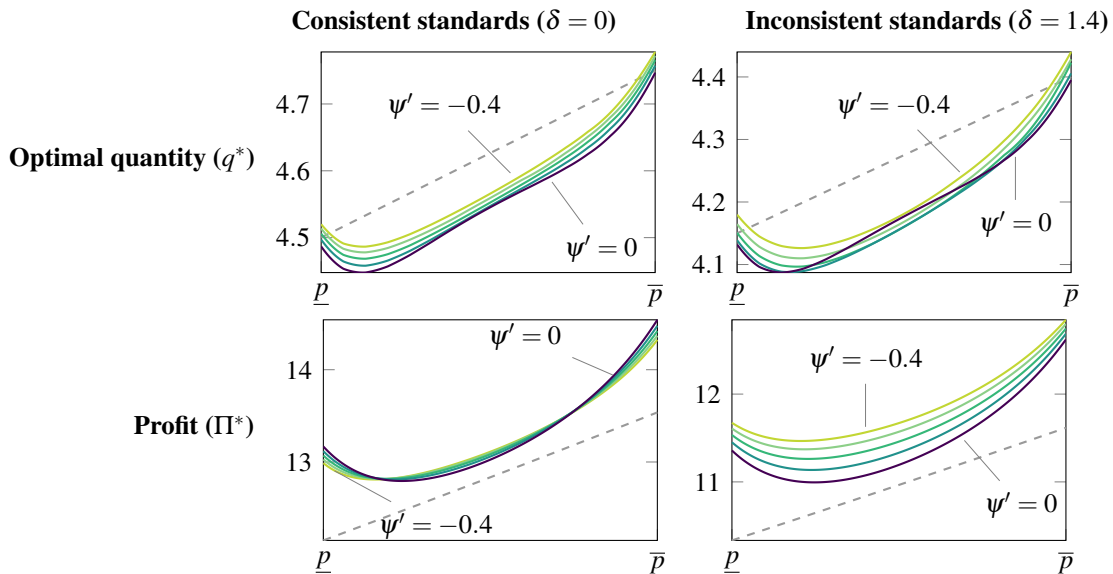 Consistent standards (δ = 0)
Inconsistent standards (δ = 1.4)
Optimal quantity (q*)
4.7
4.6
4.5
ψ′ = −0.4
ψ′ = 0
p
p̅
4.4
4.3
4.2
4.1
ψ′ = −0.4
ψ′ = 0
p
p̅
Profit (Π*)
14
13
ψ′ = 0
ψ′ = −0.4
p
p̅
12
11
ψ′ = −0.4
ψ′ = 0
p
p̅